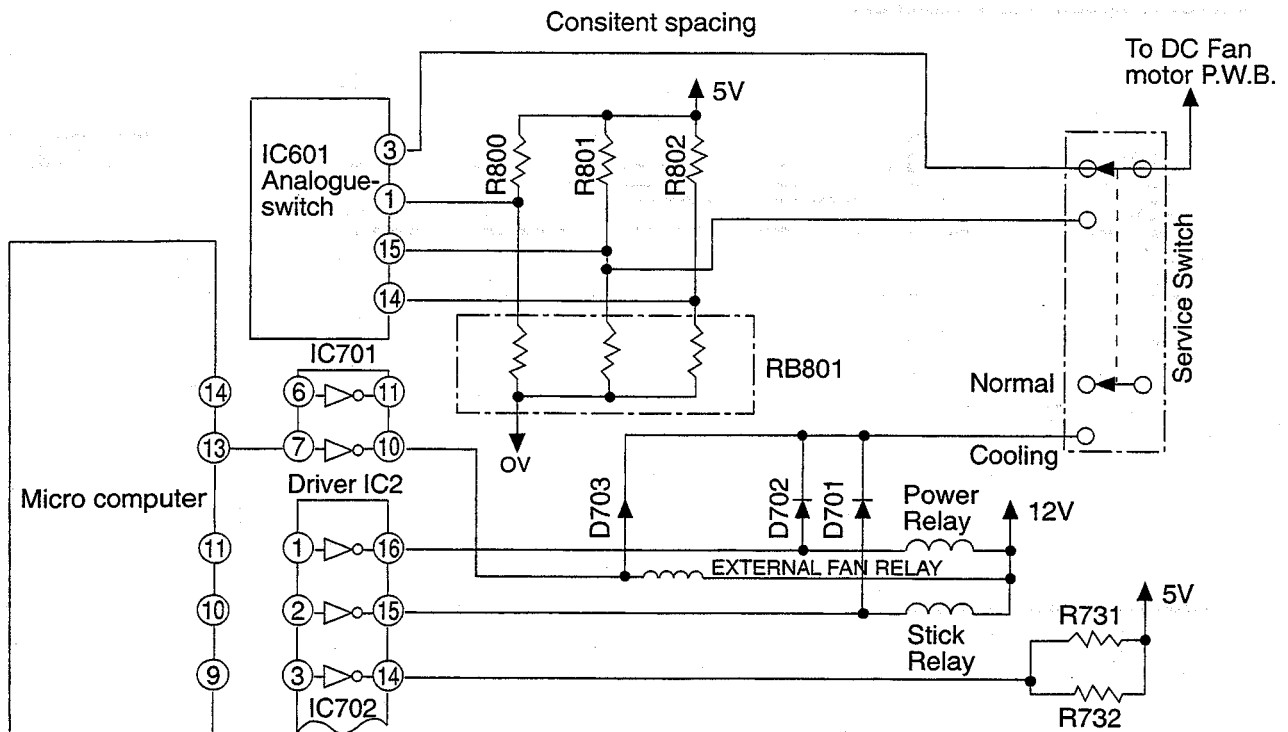 Consitent spacing
To DC Fan
motor P.W.B.
5V
IC601
Analogue-
switch
3
1
15
14
R800
R801
R802
Service Switch
RB801
Normal
Cooling
0V
IC701
6
11
7
10
14
13
Micro computer
11
10
9
Driver IC2
1
16
2
15
3
14
IC702
D703
D702
D701
Power
Relay
12V
EXTERNAL FAN RELAY
Stick
Relay
5V
R731
R732